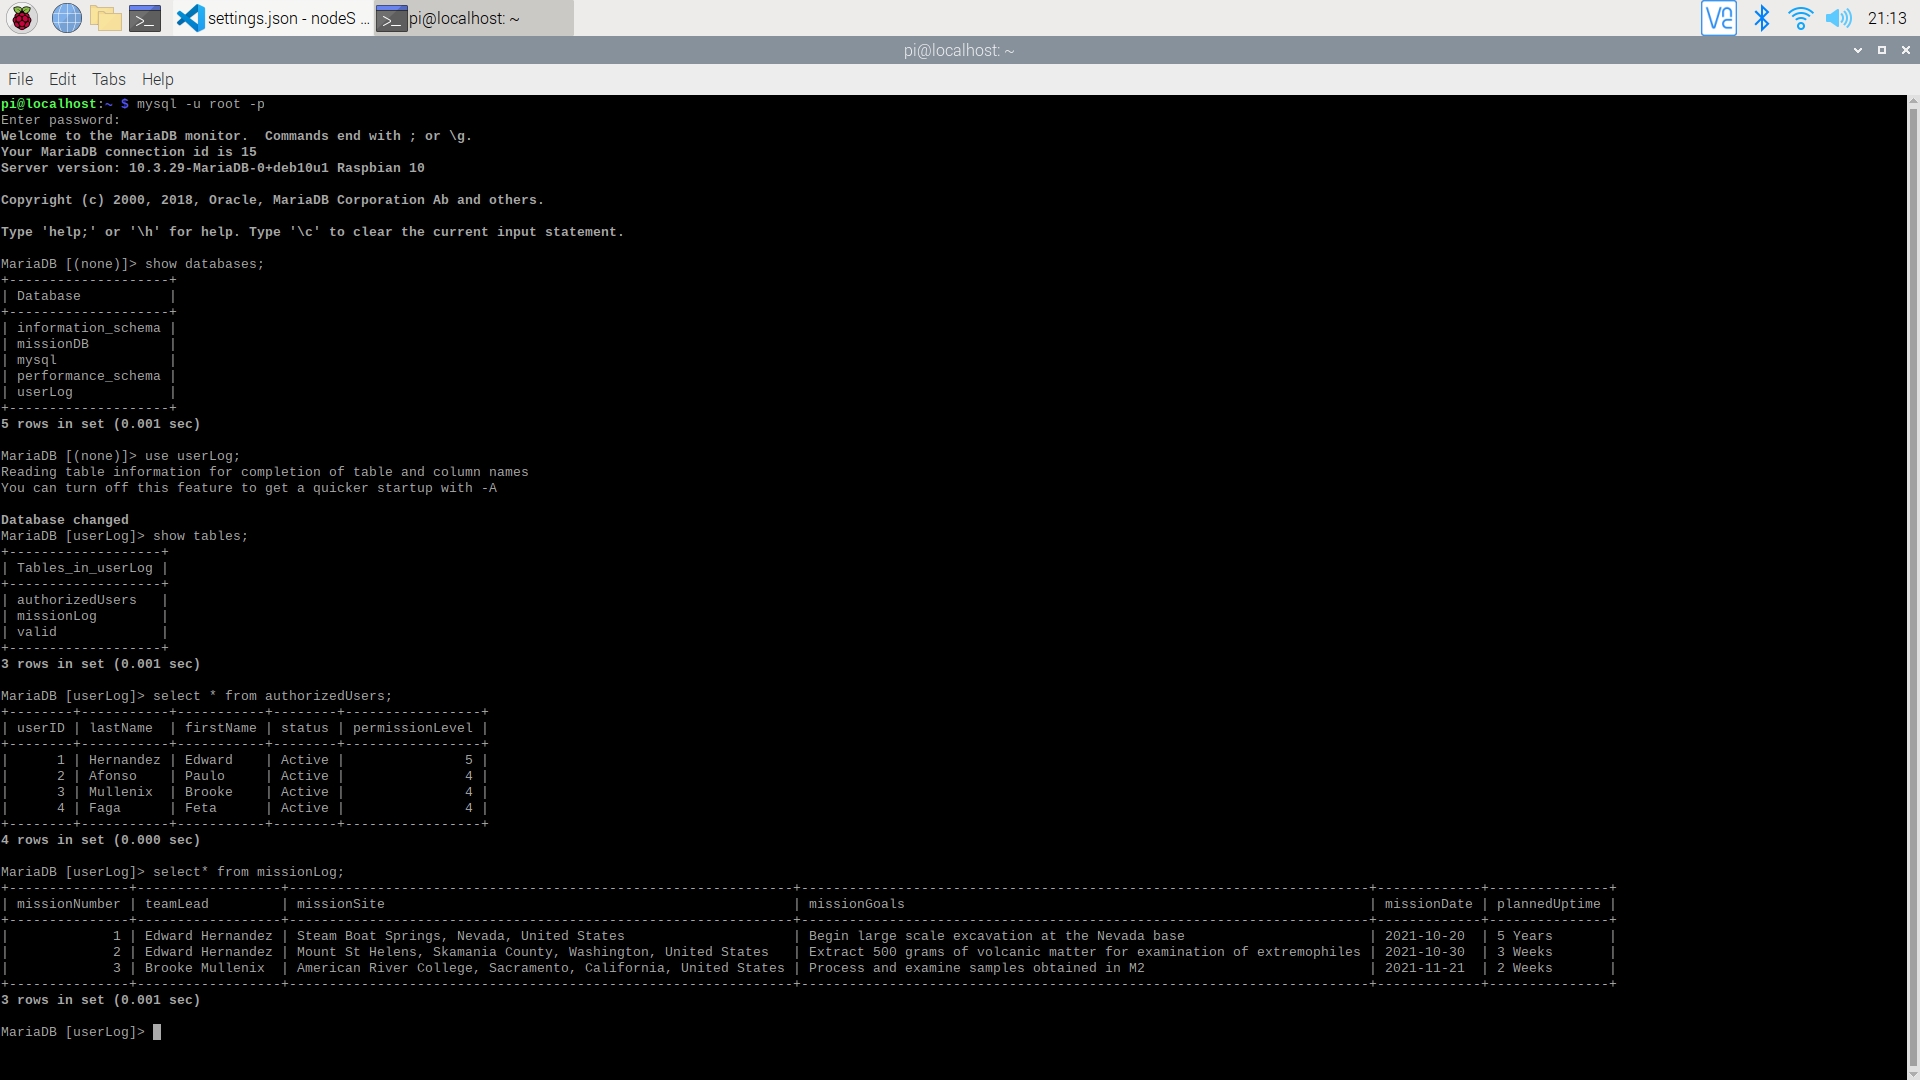 settings.json - nodeS ...
pi@localhost: ~
21:13
pi@localhost: ~
File Edit Tabs Help
pi@localhost:~ $ mysql -u root -p
Enter password:
Welcome to the MariaDB monitor.  Commands end with ; or \g.
Your MariaDB connection id is 15
Server version: 10.3.29-MariaDB-0+deb10u1 Raspbian 10

Copyright (c) 2000, 2018, Oracle, MariaDB Corporation Ab and others.

Type 'help;' or '\h' for help. Type '\c' to clear the current input statement.

MariaDB [(none)]> show databases;
+--------------------+
| Database           |
+--------------------+
| information_schema |
| missionDB          |
| mysql              |
| performance_schema |
| userLog            |
+--------------------+
5 rows in set (0.001 sec)

MariaDB [(none)]> use userLog;
Reading table information for completion of table and column names
You can turn off this feature to get a quicker startup with -A

Database changed
MariaDB [userLog]> show tables;
+-------------------+
| Tables_in_userLog |
+-------------------+
| authorizedUsers   |
| missionLog        |
| valid             |
+-------------------+
3 rows in set (0.001 sec)

MariaDB [userLog]> select * from authorizedUsers;
+--------+-----------+-----------+--------+-----------------+
| userID | lastName  | firstName | status | permissionLevel |
+--------+-----------+-----------+--------+-----------------+
|      1 | Hernandez | Edward    | Active |               5 |
|      2 | Afonso    | Paulo     | Active |               4 |
|      3 | Mullenix  | Brooke    | Active |               4 |
|      4 | Faga      | Feta      | Active |               4 |
+--------+-----------+-----------+--------+-----------------+
4 rows in set (0.000 sec)

MariaDB [userLog]> select* from missionLog;
+---------------+------------------+---------------------------------------------------------------+----------------------------------------------------------------------+-------------+---------------+
| missionNumber | teamLead         | missionSite                                                   | missionGoals                                                         | missionDate | plannedUptime |
+---------------+------------------+---------------------------------------------------------------+----------------------------------------------------------------------+-------------+---------------+
|             1 | Edward Hernandez | Steam Boat Springs, Nevada, United States                     | Begin large scale excavation at the Nevada base                      | 2021-10-20  | 5 Years       |
|             2 | Edward Hernandez | Mount St Helens, Skamania County, Washington, United States   | Extract 500 grams of volcanic matter for examination of extremophiles | 2021-10-30  | 3 Weeks       |
|             3 | Brooke Mullenix  | American River College, Sacramento, California, United States | Process and examine samples obtained in M2                           | 2021-11-21  | 2 Weeks       |
+---------------+------------------+---------------------------------------------------------------+----------------------------------------------------------------------+-------------+---------------+
3 rows in set (0.001 sec)

MariaDB [userLog]>